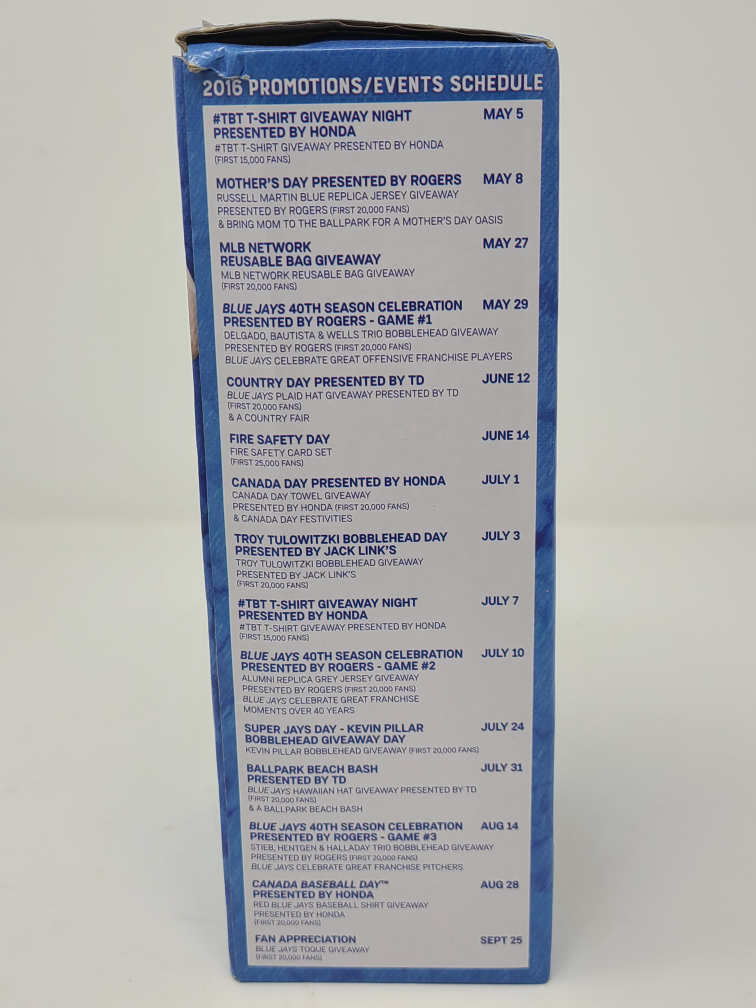 2016 PROMOTIONS/EVENTS SCHEDULE
#TBT T-SHIRT GIVEAWAY NIGHT MAY 5
PRESENTED BY HONDA
#TBT T-SHIRT GIVEAWAY PRESENTED BY HONDA
(FIRST 15,000 FANS)
MOTHER'S DAY PRESENTED BY ROGERS MAY 8
RUSSELL MARTIN BLUE REPLICA JERSEY GIVEAWAY
PRESENTED BY ROGERS (FIRST 20,000 FANS)
& BRING MOM TO THE BALLPARK FOR A MOTHER'S DAY OASIS
MLB NETWORK MAY 27
REUSABLE BAG GIVEAWAY
MLB NETWORK REUSABLE BAG GIVEAWAY
(FIRST 20,000 FANS)
BLUE JAYS 40TH SEASON CELEBRATION MAY 29
PRESENTED BY ROGERS - GAME #1
DELGADO, BAUTISTA & WELLS TRIO BOBBLEHEAD GIVEAWAY
PRESENTED BY ROGERS (FIRST 20,000 FANS)
BLUE JAYS CELEBRATE GREAT OFFENSIVE FRANCHISE PLAYERS
COUNTRY DAY PRESENTED BY TD JUNE 12
BLUE JAYS PLAID HAT GIVEAWAY PRESENTED BY TD
(FIRST 20,000 FANS)
& A COUNTRY FAIR
FIRE SAFETY DAY JUNE 14
FIRE SAFETY CARD SET
(FIRST 25,000 FANS)
CANADA DAY PRESENTED BY HONDA JULY 1
CANADA DAY TOWEL GIVEAWAY
PRESENTED BY HONDA (FIRST 20,000 FANS)
& CANADA DAY FESTIVITIES
TROY TULOWITZKI BOBBLEHEAD DAY JULY 3
PRESENTED BY JACK LINK'S
TROY TULOWITZKI BOBBLEHEAD GIVEAWAY
PRESENTED BY JACK LINK'S
(FIRST 20,000 FANS)
#TBT T-SHIRT GIVEAWAY NIGHT JULY 7
PRESENTED BY HONDA
#TBT T-SHIRT GIVEAWAY PRESENTED BY HONDA
(FIRST 15,000 FANS)
BLUE JAYS 40TH SEASON CELEBRATION JULY 10
PRESENTED BY ROGERS - GAME #2
ALUMNI REPLICA GREY JERSEY GIVEAWAY
PRESENTED BY ROGERS (FIRST 20,000 FANS)
BLUE JAYS CELEBRATE GREAT FRANCHISE
MOMENTS OVER 40 YEARS
SUPER JAYS DAY - KEVIN PILLAR JULY 24
BOBBLEHEAD GIVEAWAY DAY
KEVIN PILLAR BOBBLEHEAD GIVEAWAY (FIRST 20,000 FANS)
BALLPARK BEACH BASH JULY 31
PRESENTED BY TD
BLUE JAYS HAWAIIAN HAT GIVEAWAY PRESENTED BY TD
(FIRST 20,000 FANS)
& A BALLPARK BEACH BASH
BLUE JAYS 40TH SEASON CELEBRATION AUG 14
PRESENTED BY ROGERS - GAME #3
STIEB, HENTGEN & HALLADAY TRIO BOBBLEHEAD GIVEAWAY
PRESENTED BY ROGERS (FIRST 20,000 FANS)
BLUE JAYS CELEBRATE GREAT FRANCHISE PITCHERS
CANADA BASEBALL DAY™ AUG 28
PRESENTED BY HONDA
RED BLUE JAYS BASEBALL SHIRT GIVEAWAY
PRESENTED BY HONDA
(FIRST 20,000 FANS)
FAN APPRECIATION SEPT 25
BLUE JAYS TOQUE GIVEAWAY
(FIRST 20,000 FANS)